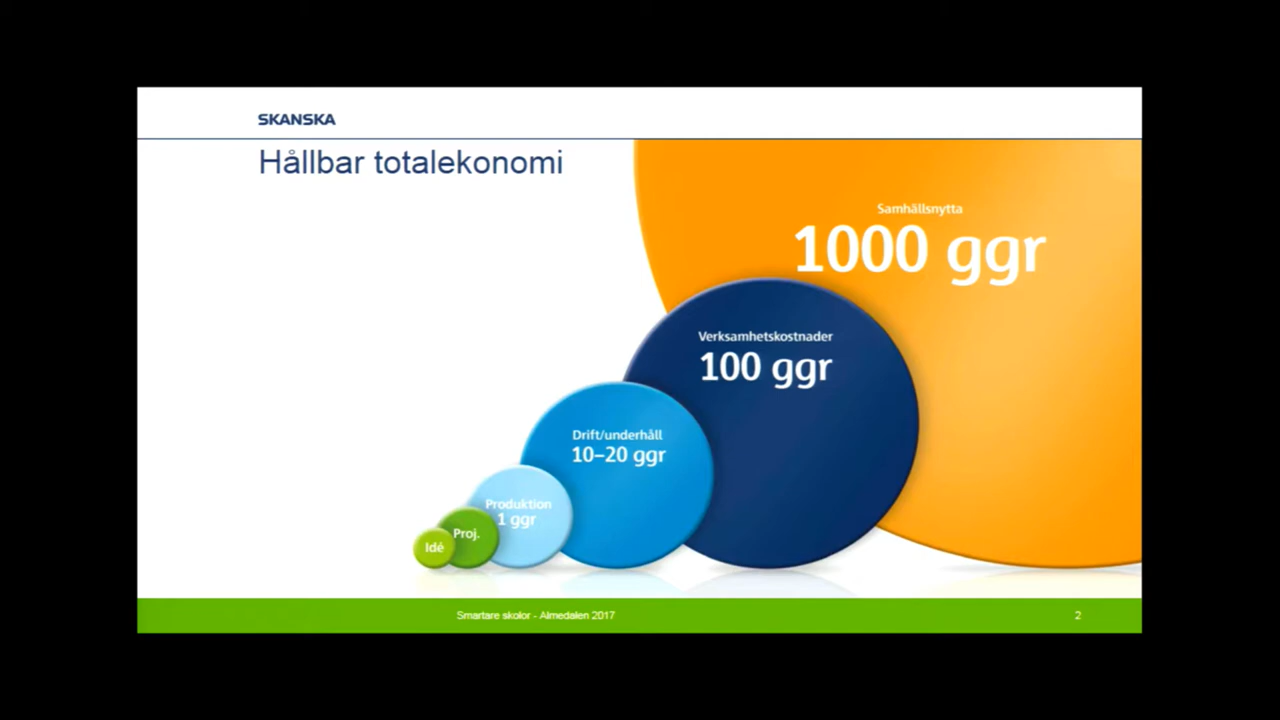 SKANSKA
Hållbar totalekonomi
Samhällsnytta
1000 ggr
Verksamhetskostnader
100 ggr
Drift/underhåll
10–20 ggr
Produktion
1 ggr
Proj.
Idé
Smartare skolor - Almedalen 2017
2